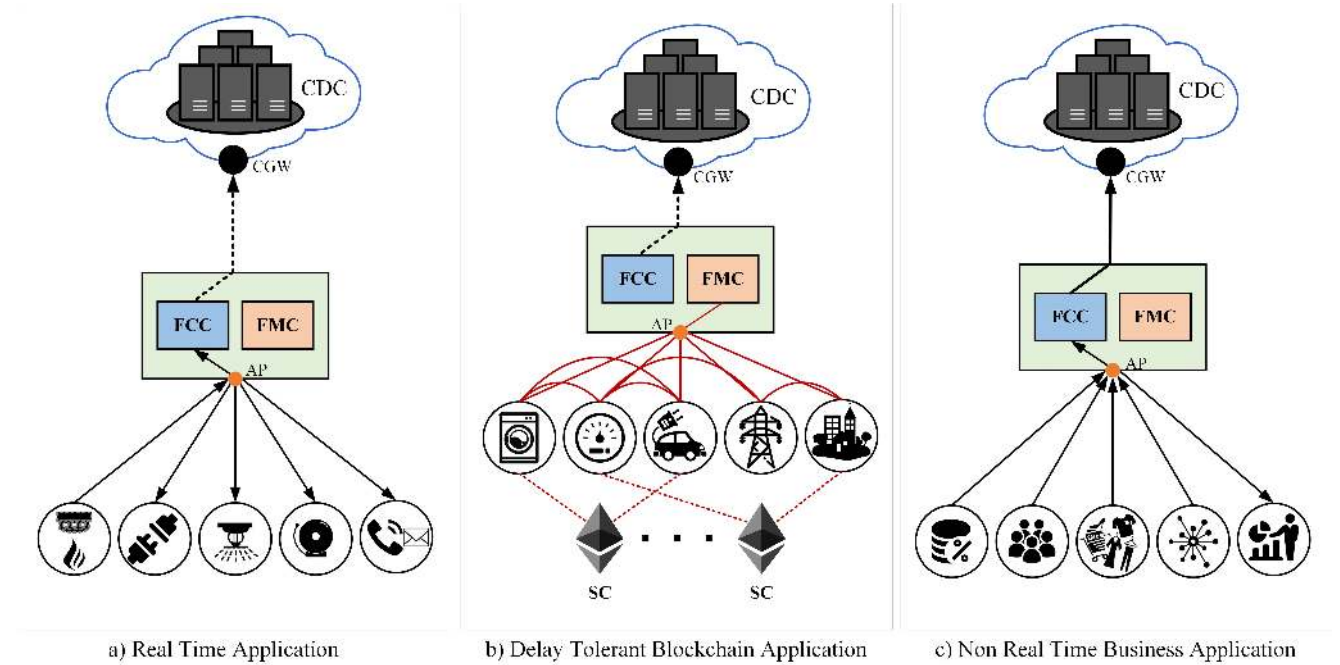 CDC
CGW
FCC
FMC
AP
a) Real Time Application
CDC
CGW
FCC
FMC
AP
SC
SC
b) Delay Tolerant Blockchain Application
CDC
CGW
FCC
FMC
AP
%
c) Non Real Time Business Application